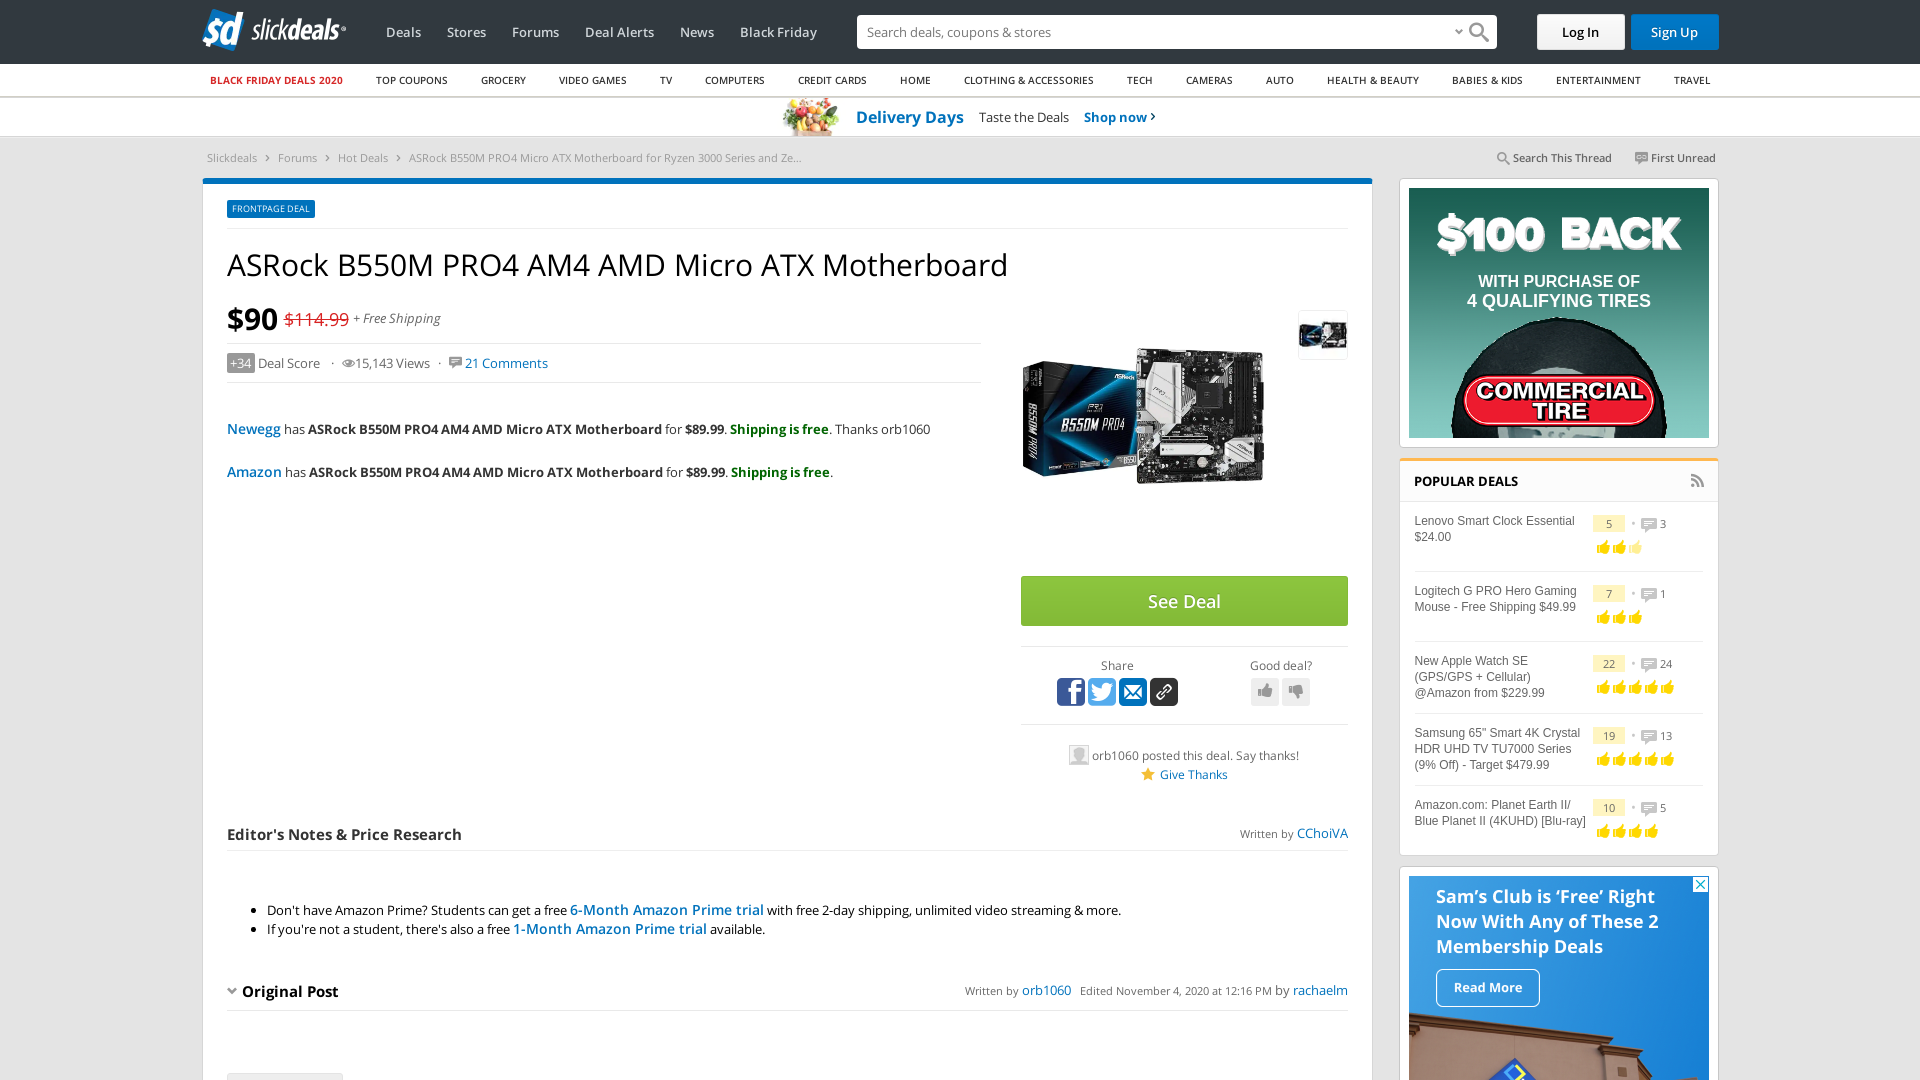 slickdeals
Deals Stores Forums Deal Alerts News Black Friday
Search deals, coupons & stores
Log In
Sign Up
BLACK FRIDAY DEALS 2020 TOP COUPONS GROCERY VIDEO GAMES TV COMPUTERS CREDIT CARDS HOME CLOTHING & ACCESSORIES TECH CAMERAS AUTO HEALTH & BEAUTY BABIES & KIDS ENTERTAINMENT TRAVEL
Delivery Days Taste the Deals Shop now
Slickdeals › Forums › Hot Deals › ASRock B550M PRO4 Micro ATX Motherboard for Ryzen 3000 Series and Ze...
Search This Thread First Unread
FRONTPAGE DEAL
ASRock B550M PRO4 AM4 AMD Micro ATX Motherboard
$90 $114.99 + Free Shipping
+34 Deal Score · 15,143 Views · 21 Comments
Newegg has ASRock B550M PRO4 AM4 AMD Micro ATX Motherboard for $89.99. Shipping is free. Thanks orb1060
Amazon has ASRock B550M PRO4 AM4 AMD Micro ATX Motherboard for $89.99. Shipping is free.
ASRock
B550M PRO4
B550M PRO4
See Deal
Share
Good deal?
orb1060 posted this deal. Say thanks!
Give Thanks
Editor's Notes & Price Research
Written by CChoiVA
• Don't have Amazon Prime? Students can get a free 6-Month Amazon Prime trial with free 2-day shipping, unlimited video streaming & more.
• If you're not a student, there's also a free 1-Month Amazon Prime trial available.
Original Post
Written by orb1060 Edited November 4, 2020 at 12:16 PM by rachaelm
$100 BACK
WITH PURCHASE OF
4 QUALIFYING TIRES
COMMERCIAL
TIRE
POPULAR DEALS
Lenovo Smart Clock Essential
$24.00
5 • 3
Logitech G PRO Hero Gaming
Mouse - Free Shipping $49.99
7 • 1
New Apple Watch SE
(GPS/GPS + Cellular)
@Amazon from $229.99
22 • 24
Samsung 65" Smart 4K Crystal
HDR UHD TV TU7000 Series
(9% Off) - Target $479.99
19 • 13
Amazon.com: Planet Earth II/
Blue Planet II (4KUHD) [Blu-ray]
10 • 5
Sam's Club is ‘Free’ Right
Now With Any of These 2
Membership Deals
Read More